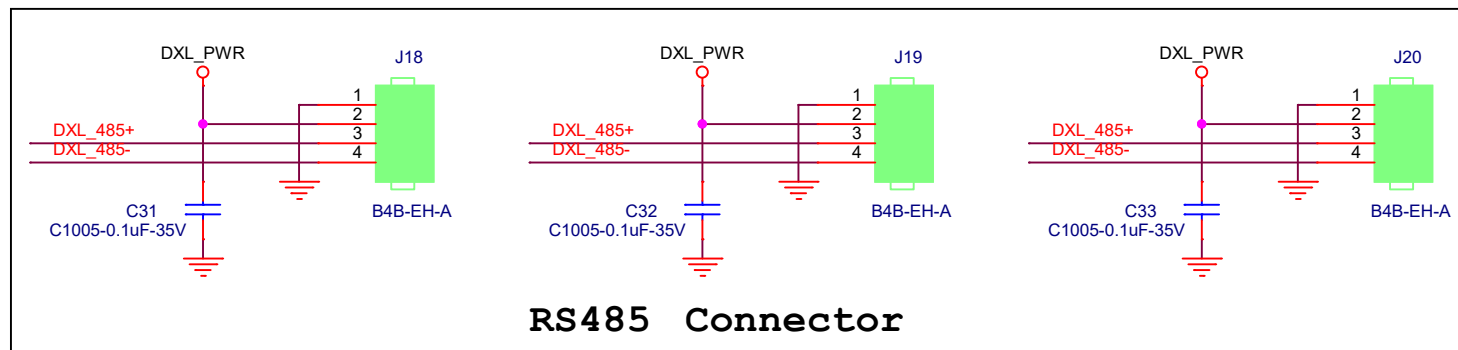 DXL_PWR
J18
1
2
DXL_485+
3
DXL_485-
4
C31
C1005-0.1uF-35V
B4B-EH-A
DXL_PWR
J19
1
2
DXL_485+
3
DXL_485-
4
C32
C1005-0.1uF-35V
B4B-EH-A
DXL_PWR
J20
1
2
DXL_485+
3
DXL_485-
4
C33
C1005-0.1uF-35V
B4B-EH-A
RS485 Connector